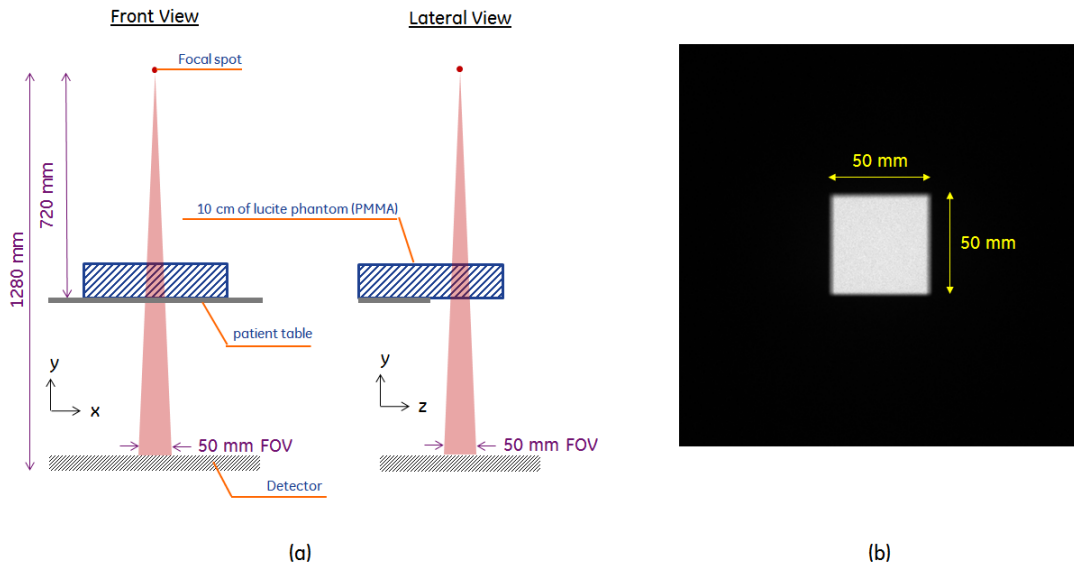 Front View
Lateral View
Focal spot
1280 mm
720 mm
10 cm of lucite phantom (PMMA)
patient table
y
x
y
z
50 mm FOV
50 mm FOV
Detector
(a)
50 mm
50 mm
(b)